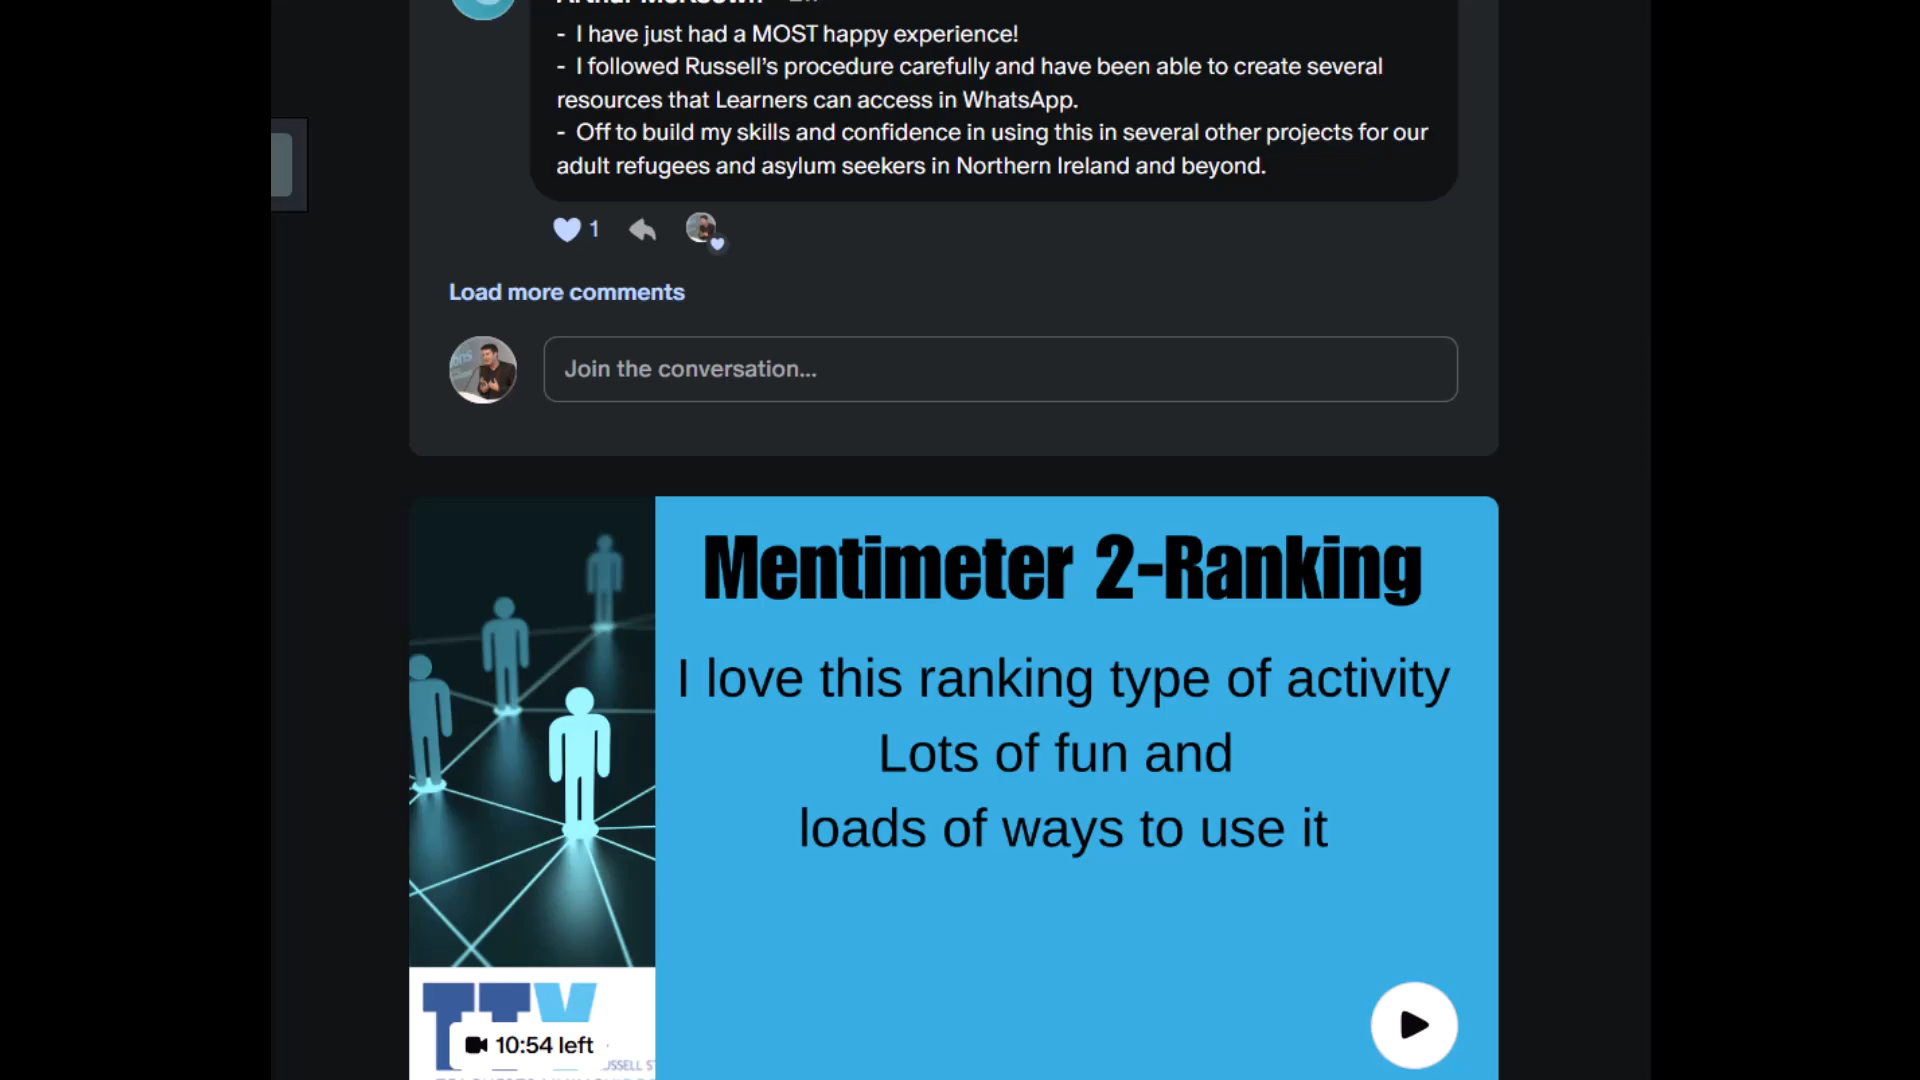 - I have just had a MOST happy experience!
- I followed Russell's procedure carefully and have been able to create several
resources that Learners can access in WhatsApp.
- Off to build my skills and confidence in using this in several other projects for our
adult refugees and asylum seekers in Northern Ireland and beyond.
1
Load more comments
Join the conversation...
Mentimeter 2-Ranking
I love this ranking type of activity
Lots of fun and
loads of ways to use it
TTV
10:54 left